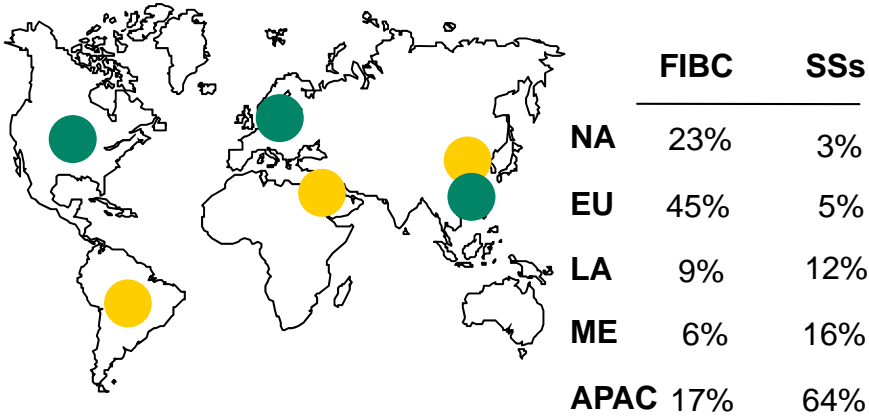 FIBC SSs
NA 23% 3%
EU 45% 5%
LA 9% 12%
ME 6% 16%
APAC 17% 64%